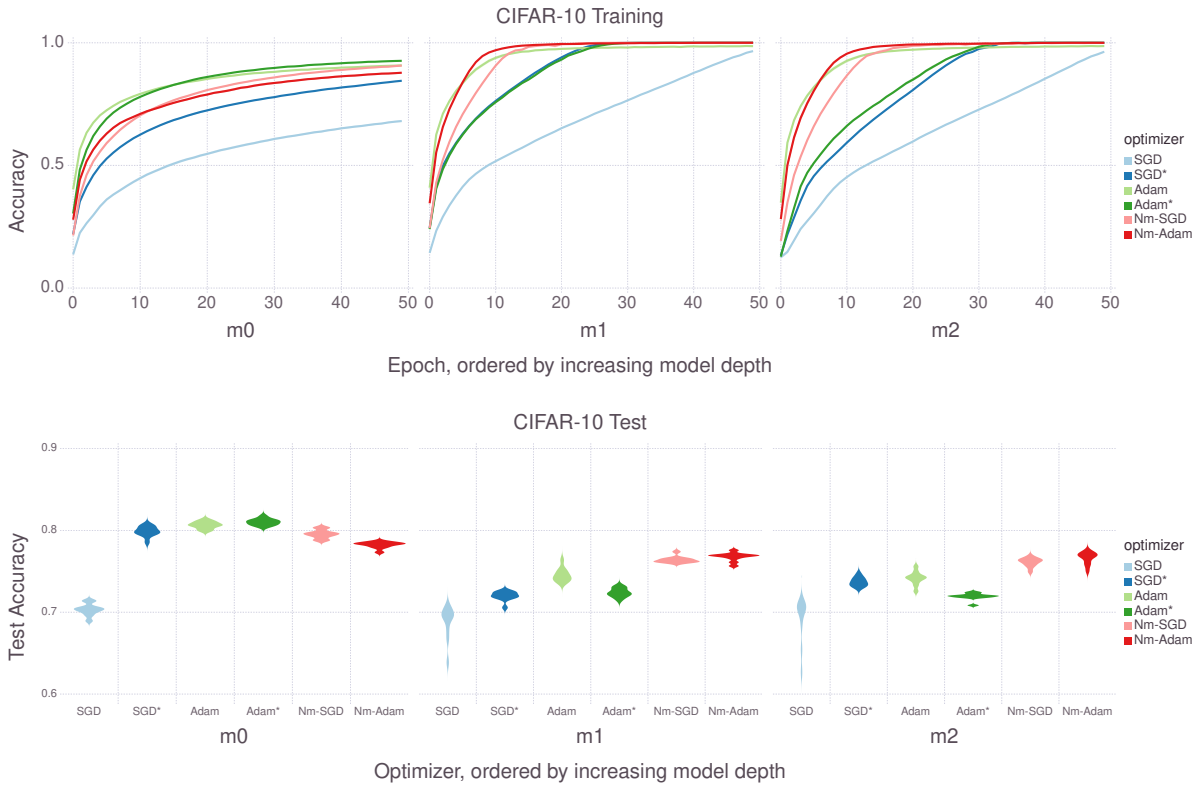 CIFAR-10 Training
Accuracy
1.0
0.5
0.0
0 10 20 30 40 50
0 10 20 30 40 50
0 10 20 30 40 50
m0
m1
m2
Epoch, ordered by increasing model depth
optimizer
SGD
SGD*
Adam
Adam*
Nm-SGD
Nm-Adam
CIFAR-10 Test
Test Accuracy
0.9
0.8
0.7
0.6
SGD SGD* Adam Adam* Nm-SGD Nm-Adam
SGD SGD* Adam Adam* Nm-SGD Nm-Adam
SGD SGD* Adam Adam* Nm-SGD Nm-Adam
m0
m1
m2
Optimizer, ordered by increasing model depth
optimizer
SGD
SGD*
Adam
Adam*
Nm-SGD
Nm-Adam